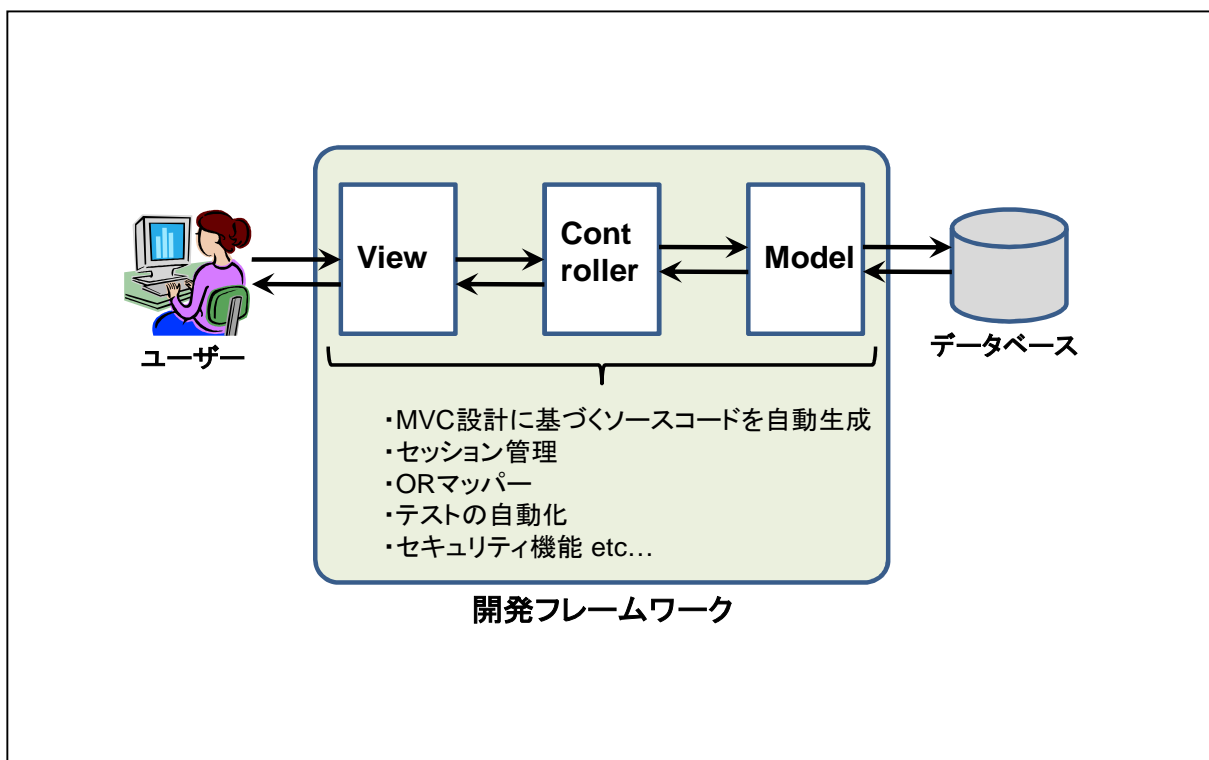 View
Cont
roller
Model
ユーザー
データベース
・MVC設計に基づくソースコードを自動生成
・セッション管理
・ORマッパー
・テストの自動化
・セキュリティ機能 etc…
開発フレームワーク